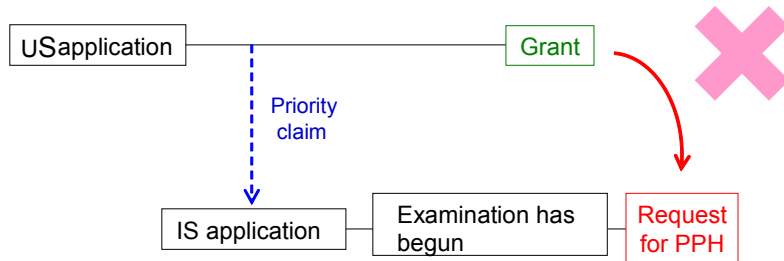 USapplication
Grant
Priority
claim
IS application
Examination has
begun
Request
for PPH